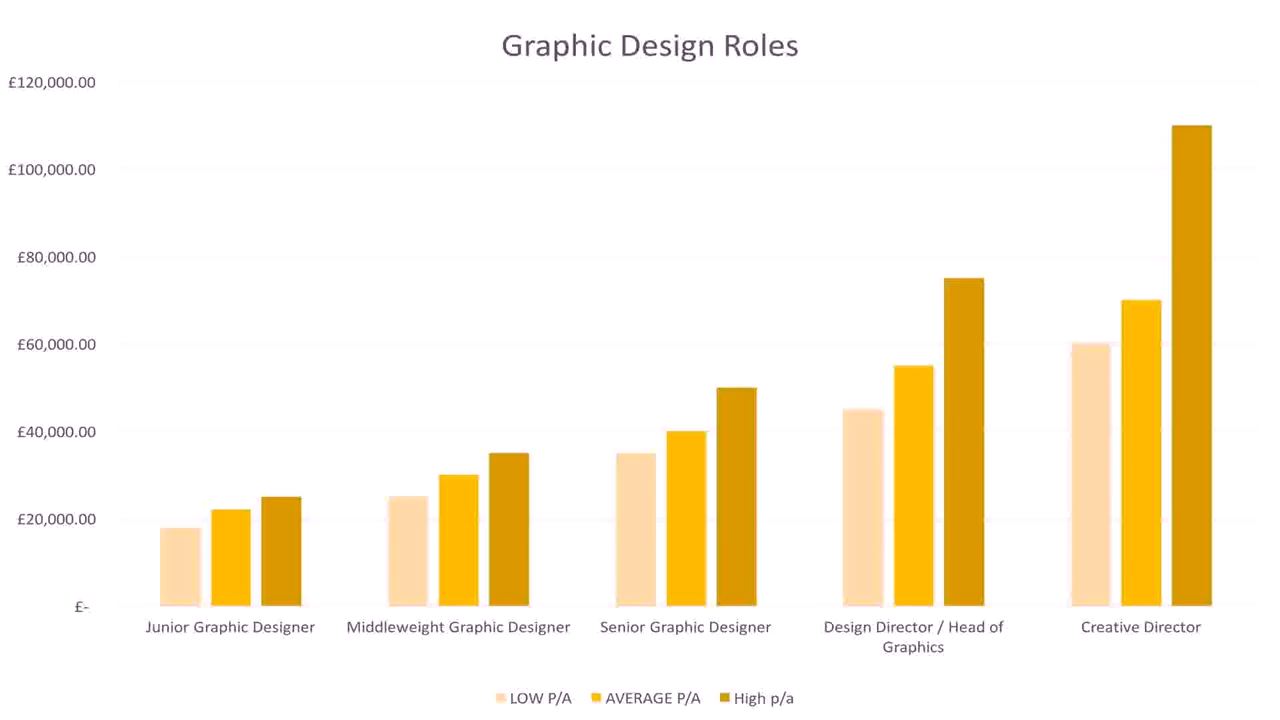 Graphic Design Roles
£120,000.00
£100,000.00
£80,000.00
£60,000.00
£40,000.00
£20,000.00
£-
Junior Graphic Designer
Middleweight Graphic Designer
Senior Graphic Designer
Design Director / Head of
Graphics
Creative Director
LOW P/A
AVERAGE P/A
High p/a